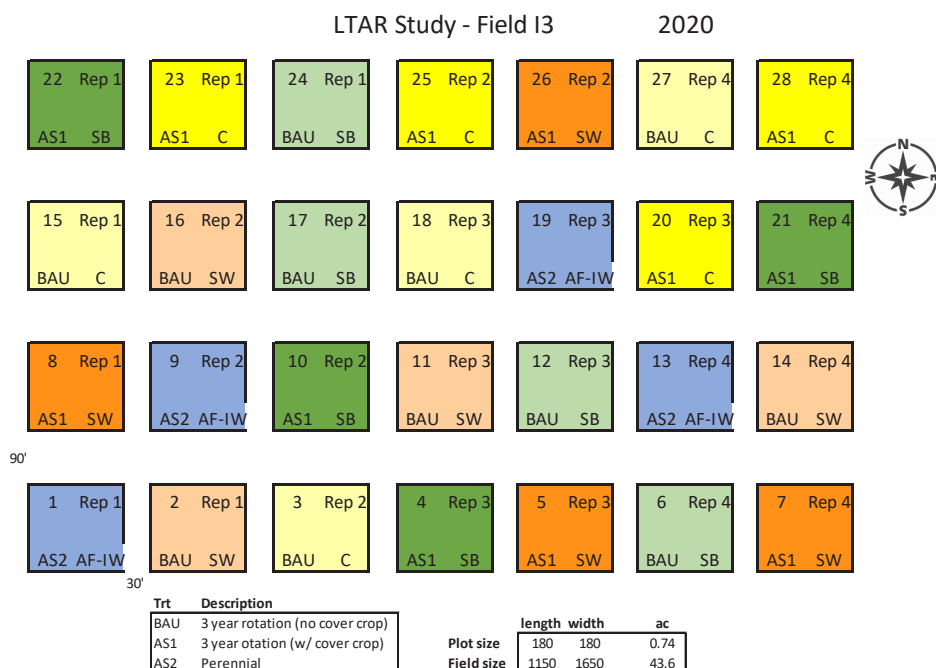 LTAR Study - Field I3 2020
22 Rep 1 23 Rep 1 24 Rep 1 25 Rep 2 26 Rep 2 27 Rep 4 28 Rep 4
AS1 SB AS1 C BAU SB AS1 C AS1 SW BAU C AS1 C
N
W E
S
15 Rep 1 16 Rep 2 17 Rep 2 18 Rep 3 19 Rep 3 20 Rep 3 21 Rep 4
BAU C BAU SW BAU SB BAU C AS2 AF-IW AS1 C AS1 SB
8 Rep 1 9 Rep 2 10 Rep 2 11 Rep 3 12 Rep 3 13 Rep 4 14 Rep 4
AS1 SW AS2 AF-IW AS1 SB BAU SW BAU SB AS2 AF-IW BAU SW
90'
1 Rep 1 2 Rep 1 3 Rep 2 4 Rep 3 5 Rep 3 6 Rep 4 7 Rep 4
AS2 AF-IW BAU SW BAU C AS1 SB AS1 SW BAU SB AS1 SW
30'
Trt Description
BAU 3 year rotation (no cover crop) length width ac
AS1 3 year otation (w/ cover crop) Plot size 180 180 0.74
AS2 Perennial Field size 1150 1650 43.6